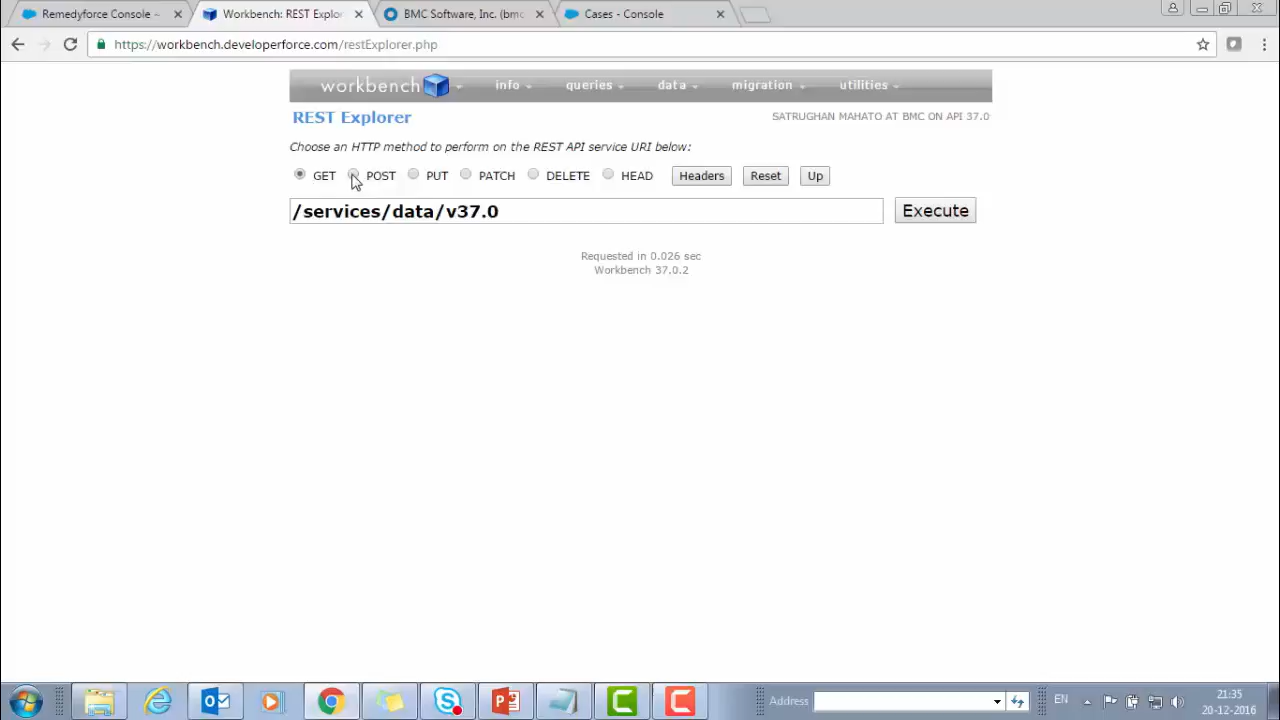 Remedyforce Console –
Workbench: REST Explor
BMC Software, Inc. (bmc
Cases - Console
https://workbench.developerforce.com/restExplorer.php
workbench info queries data migration utilities
REST Explorer
SATRUGHAN MAHATO AT BMC ON API 37.0
Choose an HTTP method to perform on the REST API service URI below:
GET POST PUT PATCH DELETE HEAD Headers Reset Up
/services/data/v37.0 Execute
Requested in 0.026 sec
Workbench 37.0.2
Address EN 21:35
20-12-2016